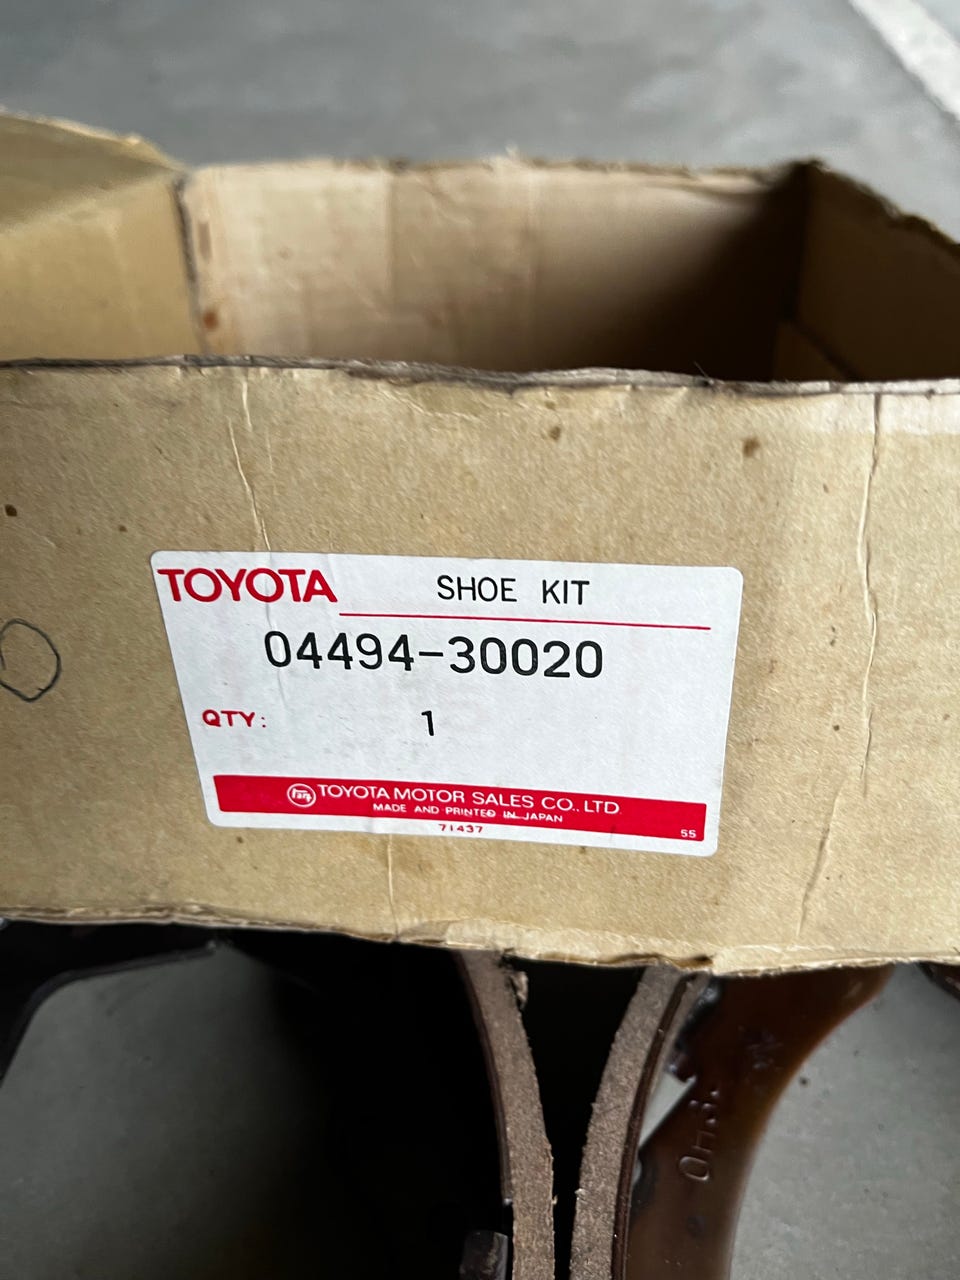 TOYOTA SHOE KIT
04494-30020
QTY: 1
TOYOTA MOTOR SALES CO., LTD.
MADE AND PRINTED IN JAPAN
71437 55